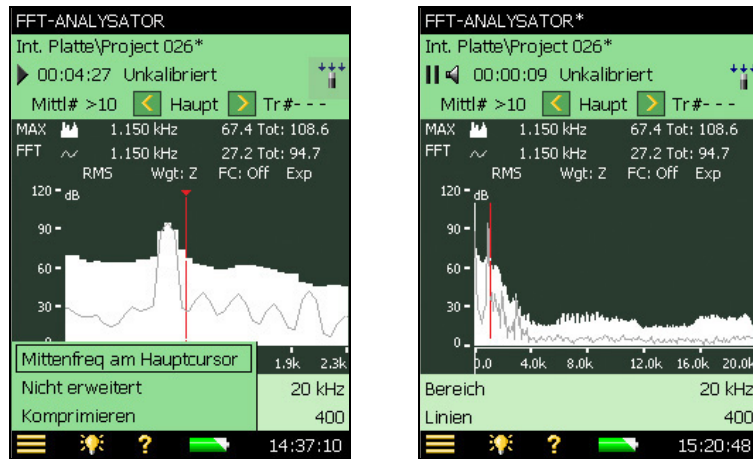 FFT-ANALYSATOR
Int. Platte\Project 026*
00:04:27 Unkalibriert
Mittl# >10 < Haupt > Tr#- - -
MAX 1.150 kHz 67.4 Tot: 108.6
FFT 1.150 kHz 27.2 Tot: 94.7
RMS Wgt: Z FC: Off Exp
120
dB
90
60
30
Mittenfreq am Hauptcursor 1.9k 2.3k
Nicht erweitert 20 kHz
Komprimieren 400
? 14:37:10
FFT-ANALYSATOR*
Int. Platte\Project 026*
00:00:09 Unkalibriert
Mittl# >10 < Haupt > Tr#- - -
MAX 1.150 kHz 67.4 Tot: 108.6
FFT 1.150 kHz 27.2 Tot: 94.7
RMS Wgt: Z FC: Off Exp
120
dB
90
60
30
0
0.0 4.0k 8.0k 12.0k 16.0k 20.0k
Bereich 20 kHz
Linien 400
? 15:20:48